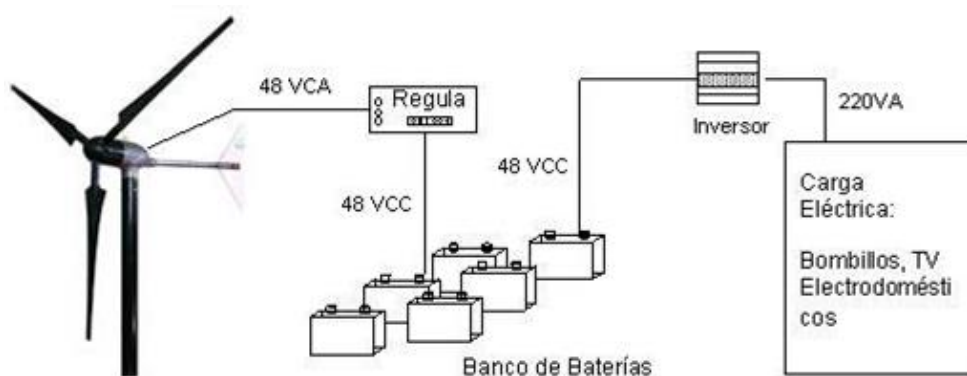 48 VCA
Regula
48 VCC
Banco de Baterías
48 VCC
Inversor
220VA
Carga
Eléctrica:
Bombillos, TV
Electrodomésti
cos